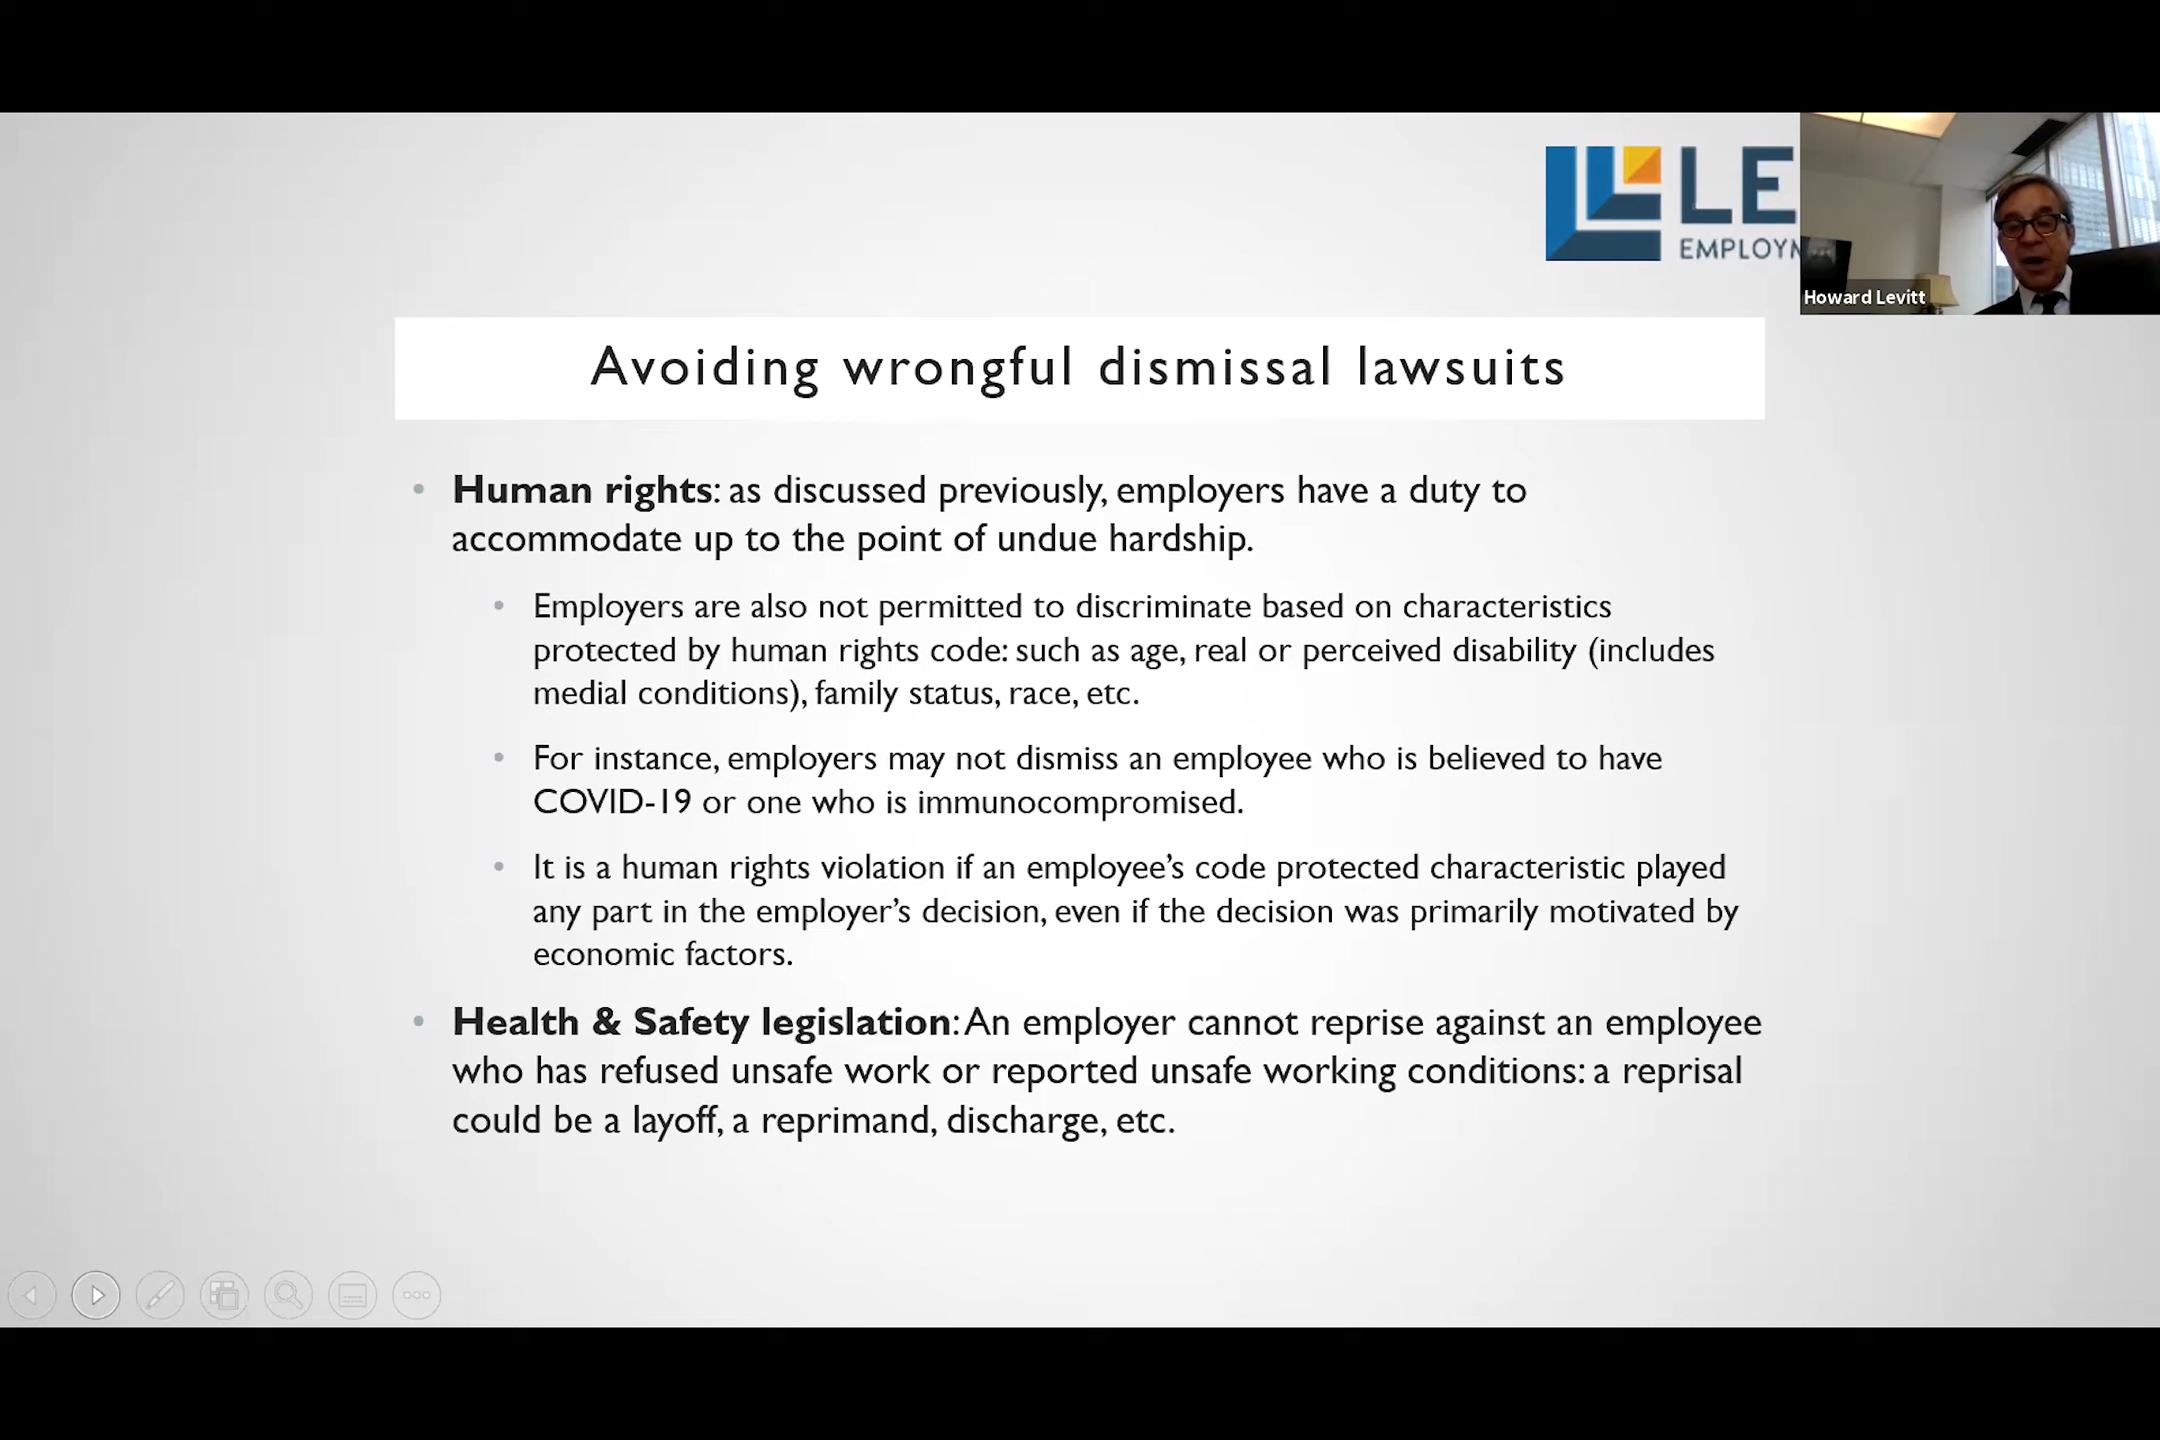 LE
EMPLOYM
Howard Levitt
Avoiding wrongful dismissal lawsuits
• Human rights: as discussed previously, employers have a duty to
accommodate up to the point of undue hardship.
• Employers are also not permitted to discriminate based on characteristics
protected by human rights code: such as age, real or perceived disability (includes
medial conditions), family status, race, etc.
• For instance, employers may not dismiss an employee who is believed to have
COVID-19 or one who is immunocompromised.
• It is a human rights violation if an employee’s code protected characteristic played
any part in the employer’s decision, even if the decision was primarily motivated by
economic factors.
• Health & Safety legislation: An employer cannot reprise against an employee
who has refused unsafe work or reported unsafe working conditions: a reprisal
could be a layoff, a reprimand, discharge, etc.